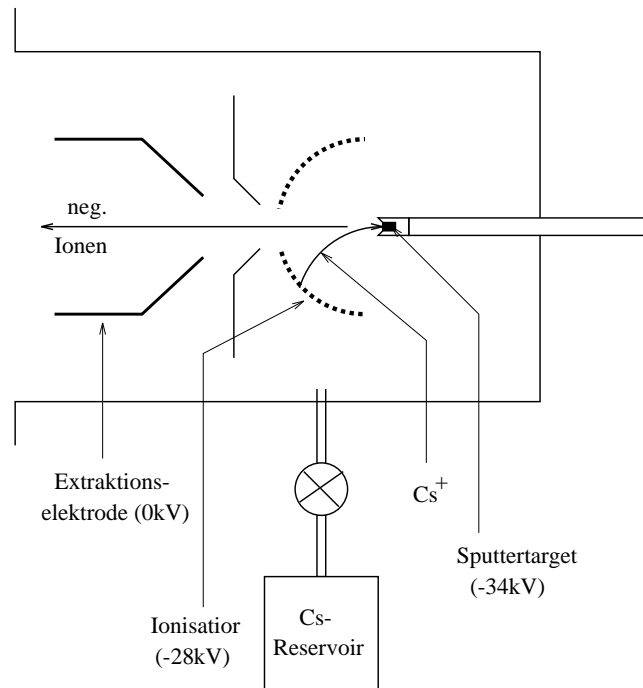 neg.
Ionen
Extraktions-
elektrode (0kV)
Cs+
Sputtertarget
(-34kV)
Ionisatior
(-28kV)
Cs-
Reservoir